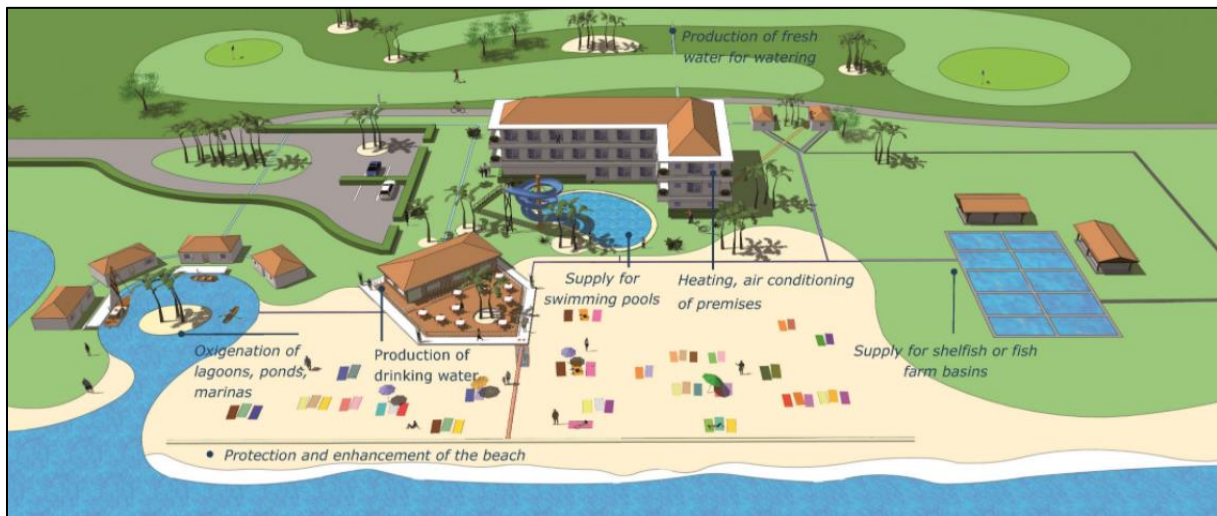 Production of fresh
water for watering
Supply for
swimming pools
Heating, air conditioning
of premises
Oxigenation of
lagoons, ponds,
marinas
Production of
drinking water
Supply for shelfish or fish
farm basins
Protection and enhancement of the beach